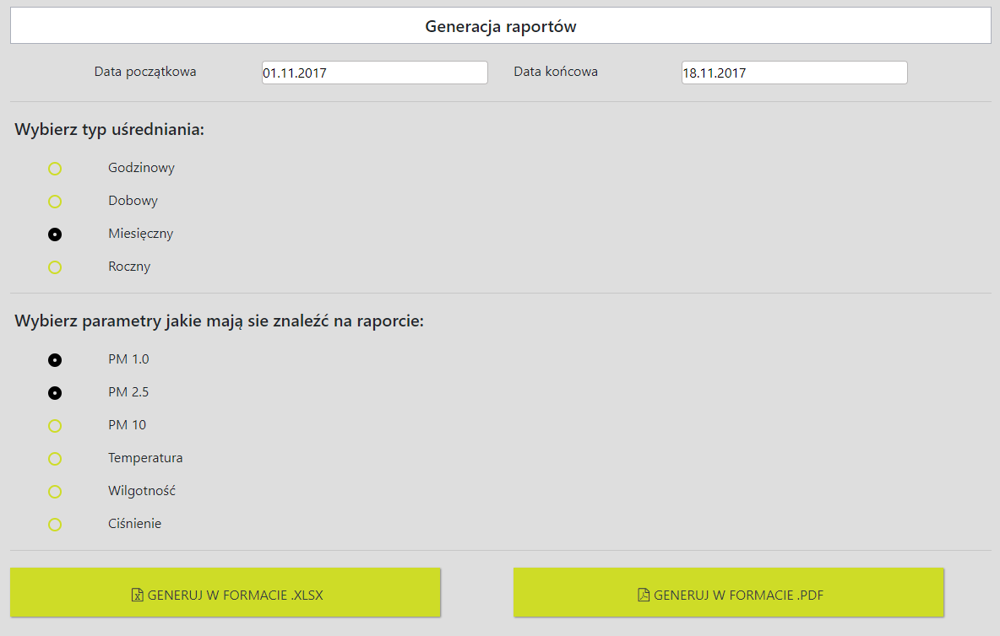 Generacja raportów
Data początkowa 01.11.2017 Data końcowa 18.11.2017
Wybierz typ uśredniania:
Godzinowy
Dobowy
Miesięczny
Roczny
Wybierz parametry jakie mają sie znaleźć na raporcie:
PM 1.0
PM 2.5
PM 10
Temperatura
Wilgotność
Ciśnienie
GENERUJ W FORMACIE .XLSX GENERUJ W FORMACIE .PDF